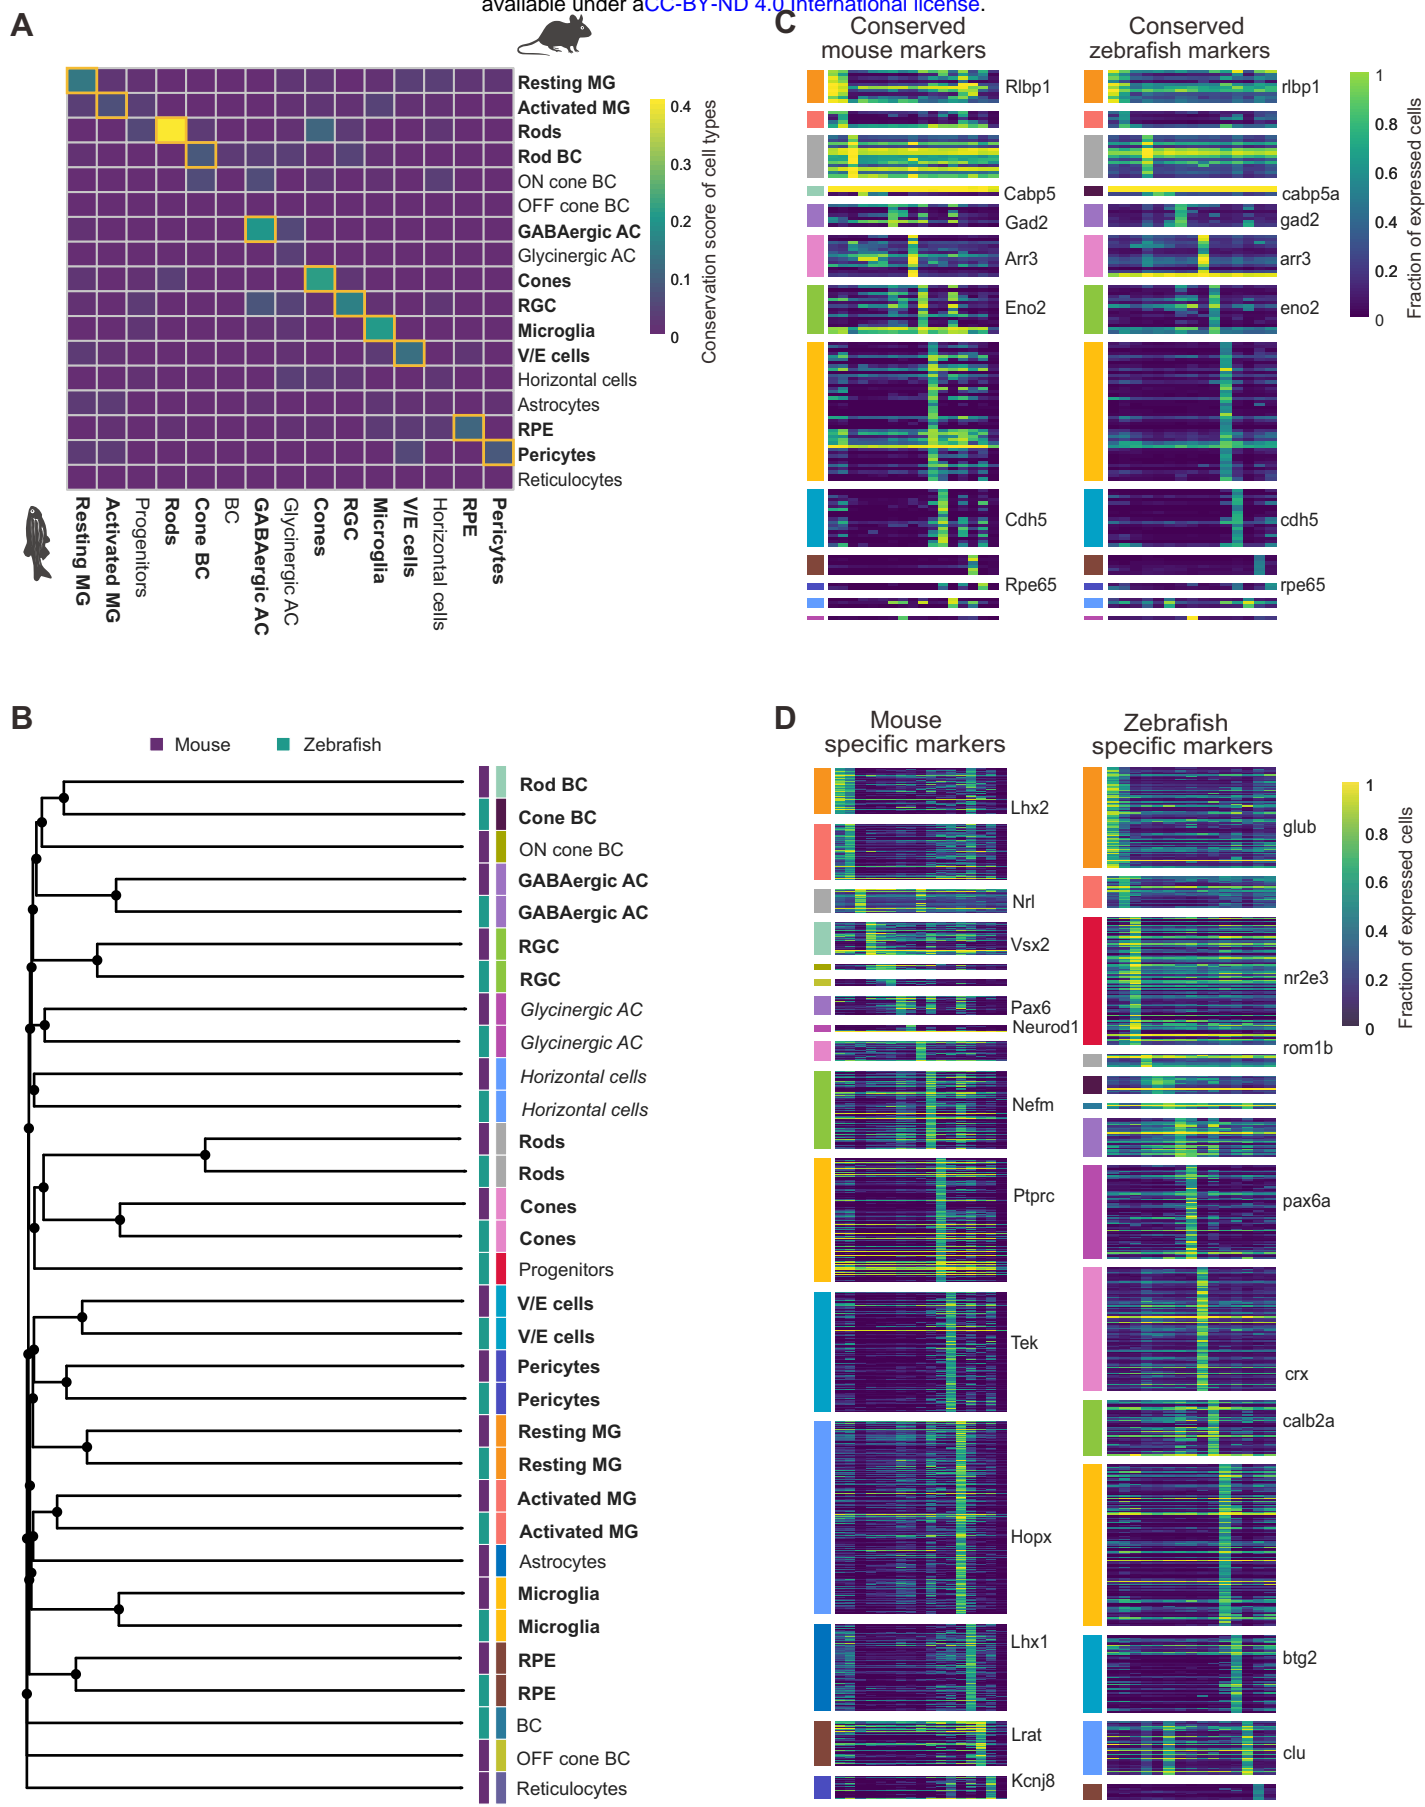 available under aCC-BY-ND 4.0 International license.
A
Resting MG
Activated MG
Rods
Rod BC
ON cone BC
OFF cone BC
GABAergic AC
Glycinergic AC
Cones
RGC
Microglia
V/E cells
Horizontal cells
Astrocytes
RPE
Pericytes
Reticulocytes
0.4
0.3
0.2
0.1
0
Conservation score of cell types
Resting MG
Activated MG
Progenitors
Rods
Cone BC
BC
GABAergic AC
Glycinergic AC
Cones
RGC
Microglia
V/E cells
Horizontal cells
RPE
Pericytes
C
Conserved
mouse markers
Rlbp1
Cabp5
Gad2
Arr3
Eno2
Cdh5
Rpe65
Conserved
zebrafish markers
rlbp1
cabp5a
gad2
arr3
eno2
cdh5
rpe65
1
0.8
0.6
0.4
0.2
0
Fraction of expressed cells
B
Mouse
Zebrafish
Rod BC
Cone BC
ON cone BC
GABAergic AC
GABAergic AC
RGC
RGC
Glycinergic AC
Glycinergic AC
Horizontal cells
Horizontal cells
Rods
Rods
Cones
Cones
Progenitors
V/E cells
V/E cells
Pericytes
Pericytes
Resting MG
Resting MG
Activated MG
Activated MG
Astrocytes
Microglia
Microglia
RPE
RPE
BC
OFF cone BC
Reticulocytes
D
Mouse
specific markers
Lhx2
Nrl
Vsx2
Pax6
Neurod1
Nefm
Ptprc
Tek
Hopx
Lhx1
Lrat
Kcnj8
Zebrafish
specific markers
glub
nr2e3
rom1b
pax6a
crx
calb2a
btg2
clu
1
0.8
0.6
0.4
0.2
0
Fraction of expressed cells